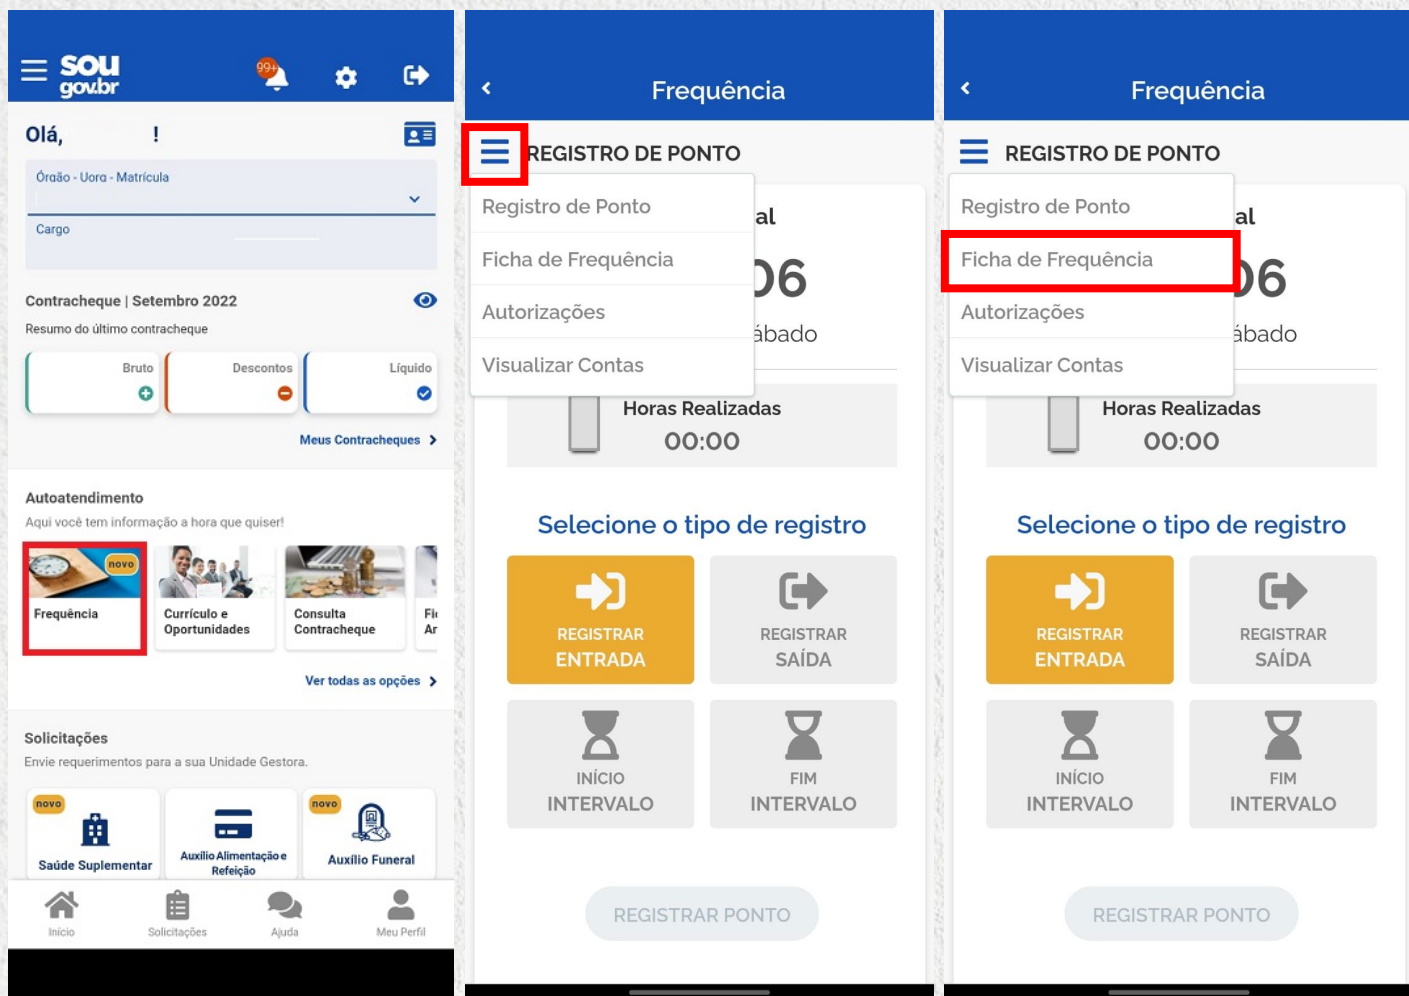 sou
gov.br
99+
Olá, !
Órgão - Uorg - Matrícula
Cargo
Contracheque | Setembro 2022
Resumo do último contracheque
Bruto
Descontos
Líquido
Meus Contracheques
Autoatendimento
Aqui você tem informação a hora que quiser!
novo
Frequência
Currículo e
Oportunidades
Consulta
Contracheque
Ver todas as opções
Solicitações
Envie requerimentos para a sua Unidade Gestora.
novo
Saúde Suplementar
Auxílio Alimentação e
Refeição
novo
Auxílio Funeral
Início
Solicitações
Ajuda
Meu Perfil
Frequência
REGISTRO DE PONTO
Registro de Ponto
Ficha de Frequência
Autorizações
Visualizar Contas
al
06
ábado
Horas Realizadas
00:00
Selecione o tipo de registro
REGISTRAR
ENTRADA
REGISTRAR
SAÍDA
INÍCIO
INTERVALO
FIM
INTERVALO
REGISTRAR PONTO
Frequência
REGISTRO DE PONTO
Registro de Ponto
Ficha de Frequência
Autorizações
Visualizar Contas
al
06
ábado
Horas Realizadas
00:00
Selecione o tipo de registro
REGISTRAR
ENTRADA
REGISTRAR
SAÍDA
INÍCIO
INTERVALO
FIM
INTERVALO
REGISTRAR PONTO